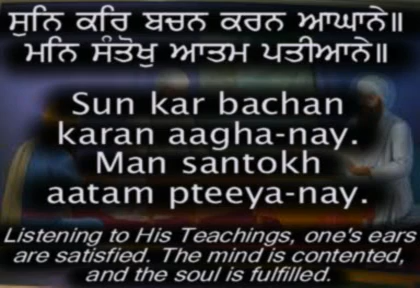 ਸੁਨਿ ਕਰਿ ਬਚਨ ਕਰਨ ਆਘਾਨੇ॥
ਮਨਿ ਸੰਤੋਖੁ ਆਤਮ ਪਤੀਆਨੇ॥
Sun kar bachan
karan aagha-nay.
Man santokh
aatam pteeya-nay.
Listening to His Teachings, one's ears
are satisfied. The mind is contented,
and the soul is fulfilled.